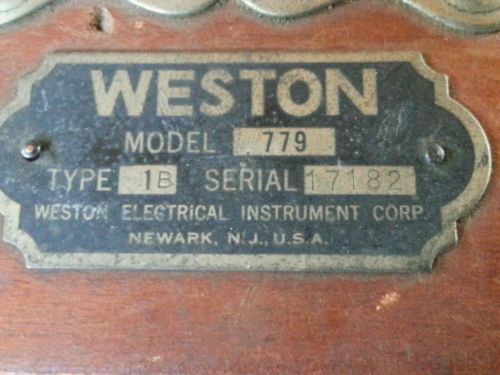 WESTON
MODEL 779
TYPE 1B SERIAL 17182
WESTON ELECTRICAL INSTRUMENT CORP.
NEWARK, N.J., U.S.A.